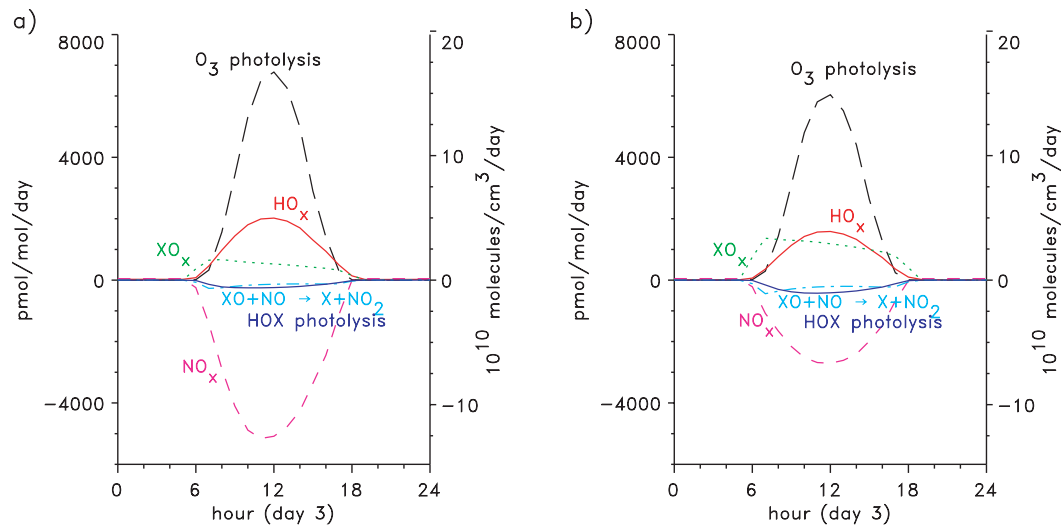 a)
8000
4000
0
−4000
pmol/mol/day
O3 photolysis
HOx
XO x
XO+NO → X+NO2
HOX photolysis
NOx
20
10
0
−10
10^10 molecules/cm^3/day
0 6 12 18 24
hour (day 3)
b)
8000
4000
0
−4000
pmol/mol/day
O3 photolysis
HOx
XO x
XO+NO → X+NO2
HOX photolysis
NOx
20
10
0
−10
10^10 molecules/cm^3/day
0 6 12 18 24
hour (day 3)